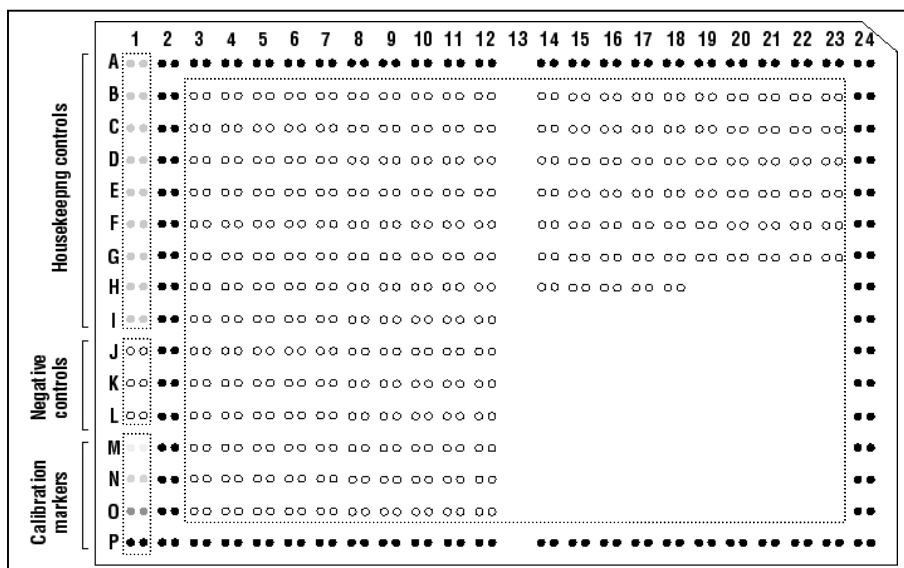 1 2 3 4 5 6 7 8 9 10 11 12 13 14 15 16 17 18 19 20 21 22 23 24
Housekeepng controls
A
B
C
D
E
F
G
H
I
Negative
controls
J
K
L
Calibration
markers
M
N
O
P